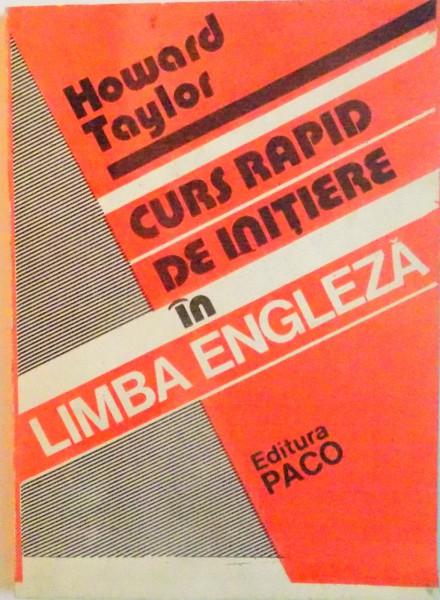 Howard
Taylor
CURS RAPID
DE INIȚIERE
în
LIMBA ENGLEZĂ
Editura
PACO